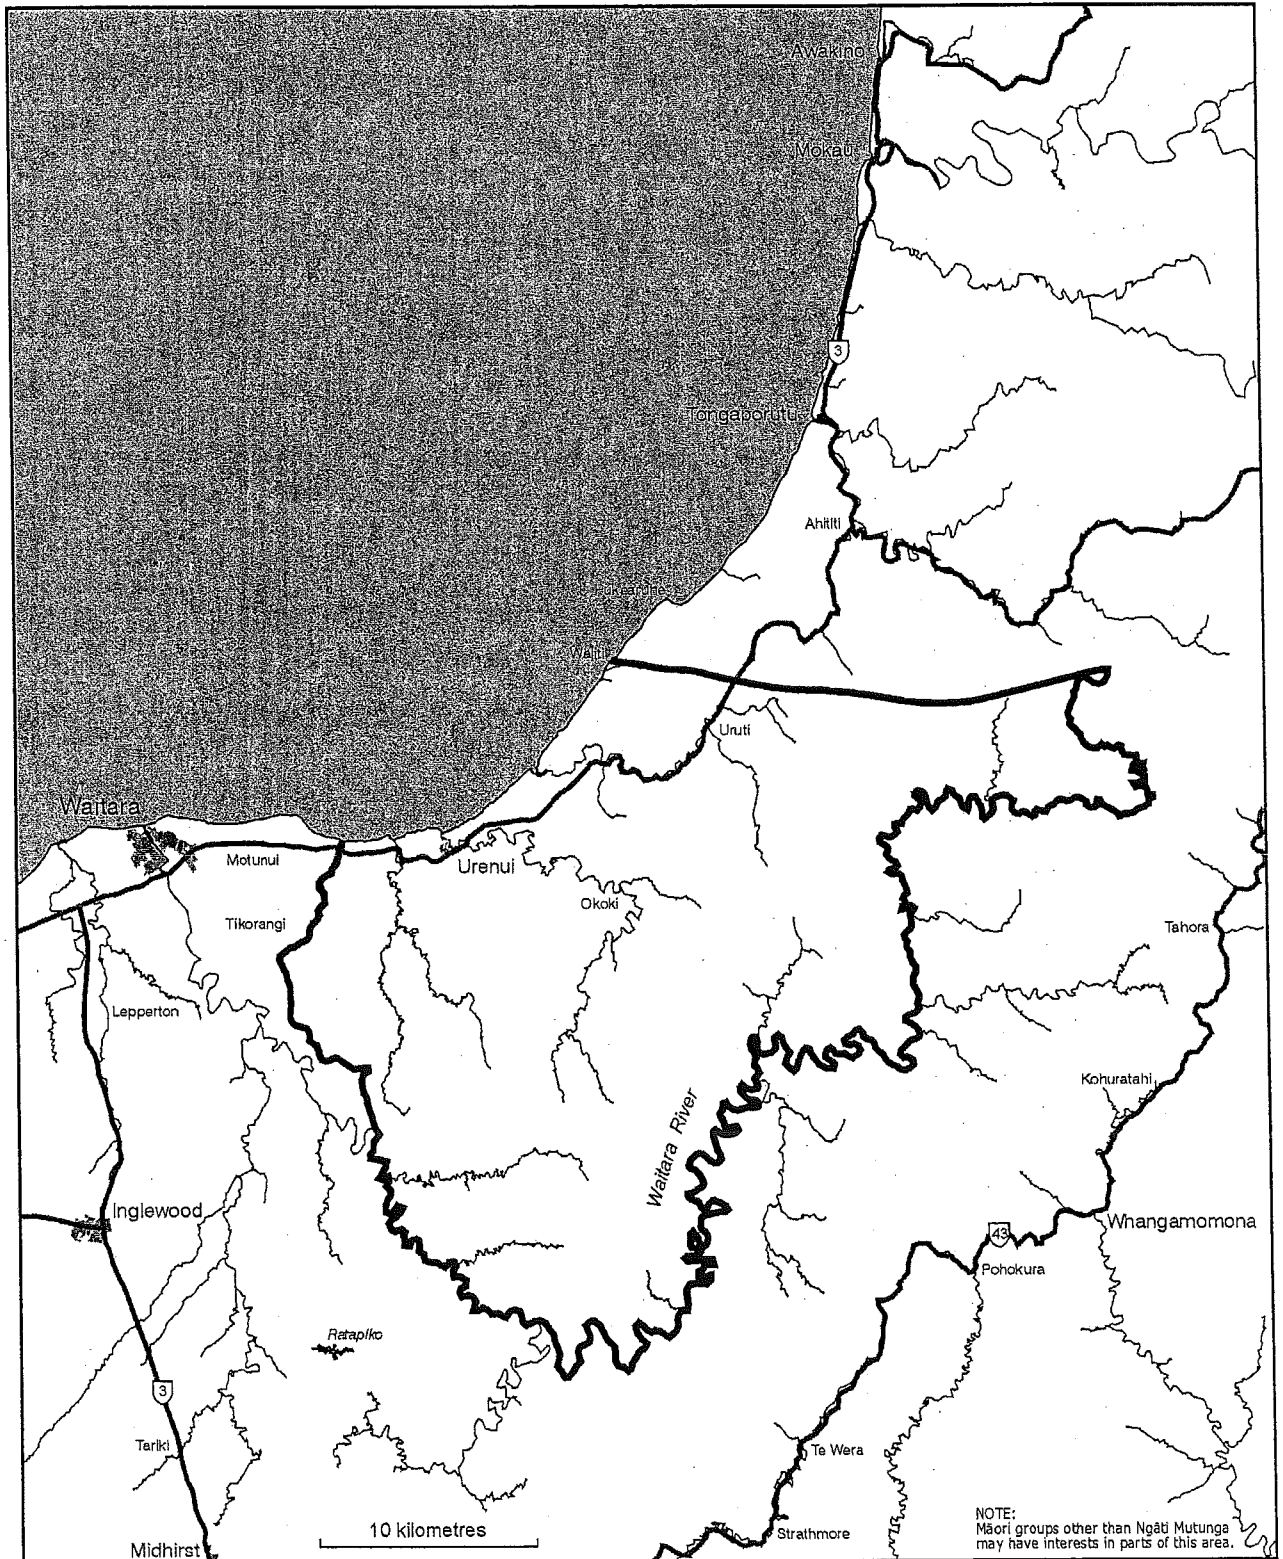 Awakino
Mokau
3
Tongaporutu
Ahititi
Uruti
Waitara
Motunui
Urenui
Okoki
Tikorangi
Tahora
Lepperton
Kohuratahi
Waitara River
Inglewood
Whangamomona
43
Pohokura
Ratapiko
3
Tariki
Te Wera
10 kilometres
Strathmore
Midhirst
NOTE:
Māori groups other than Ngāti Mutunga
may have interests in parts of this area.